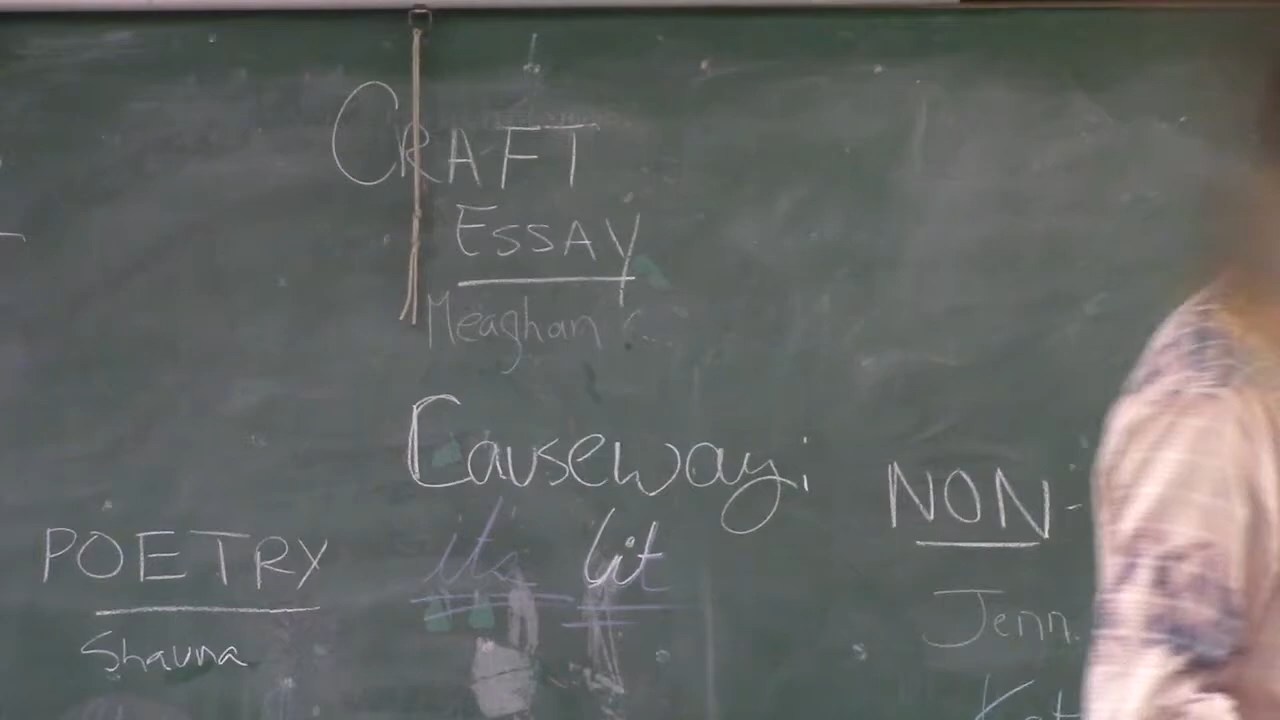 CRAFT
ESSAY
Meaghan
Causeway:
lit
POETRY
Shauna
NON-
Jenn.